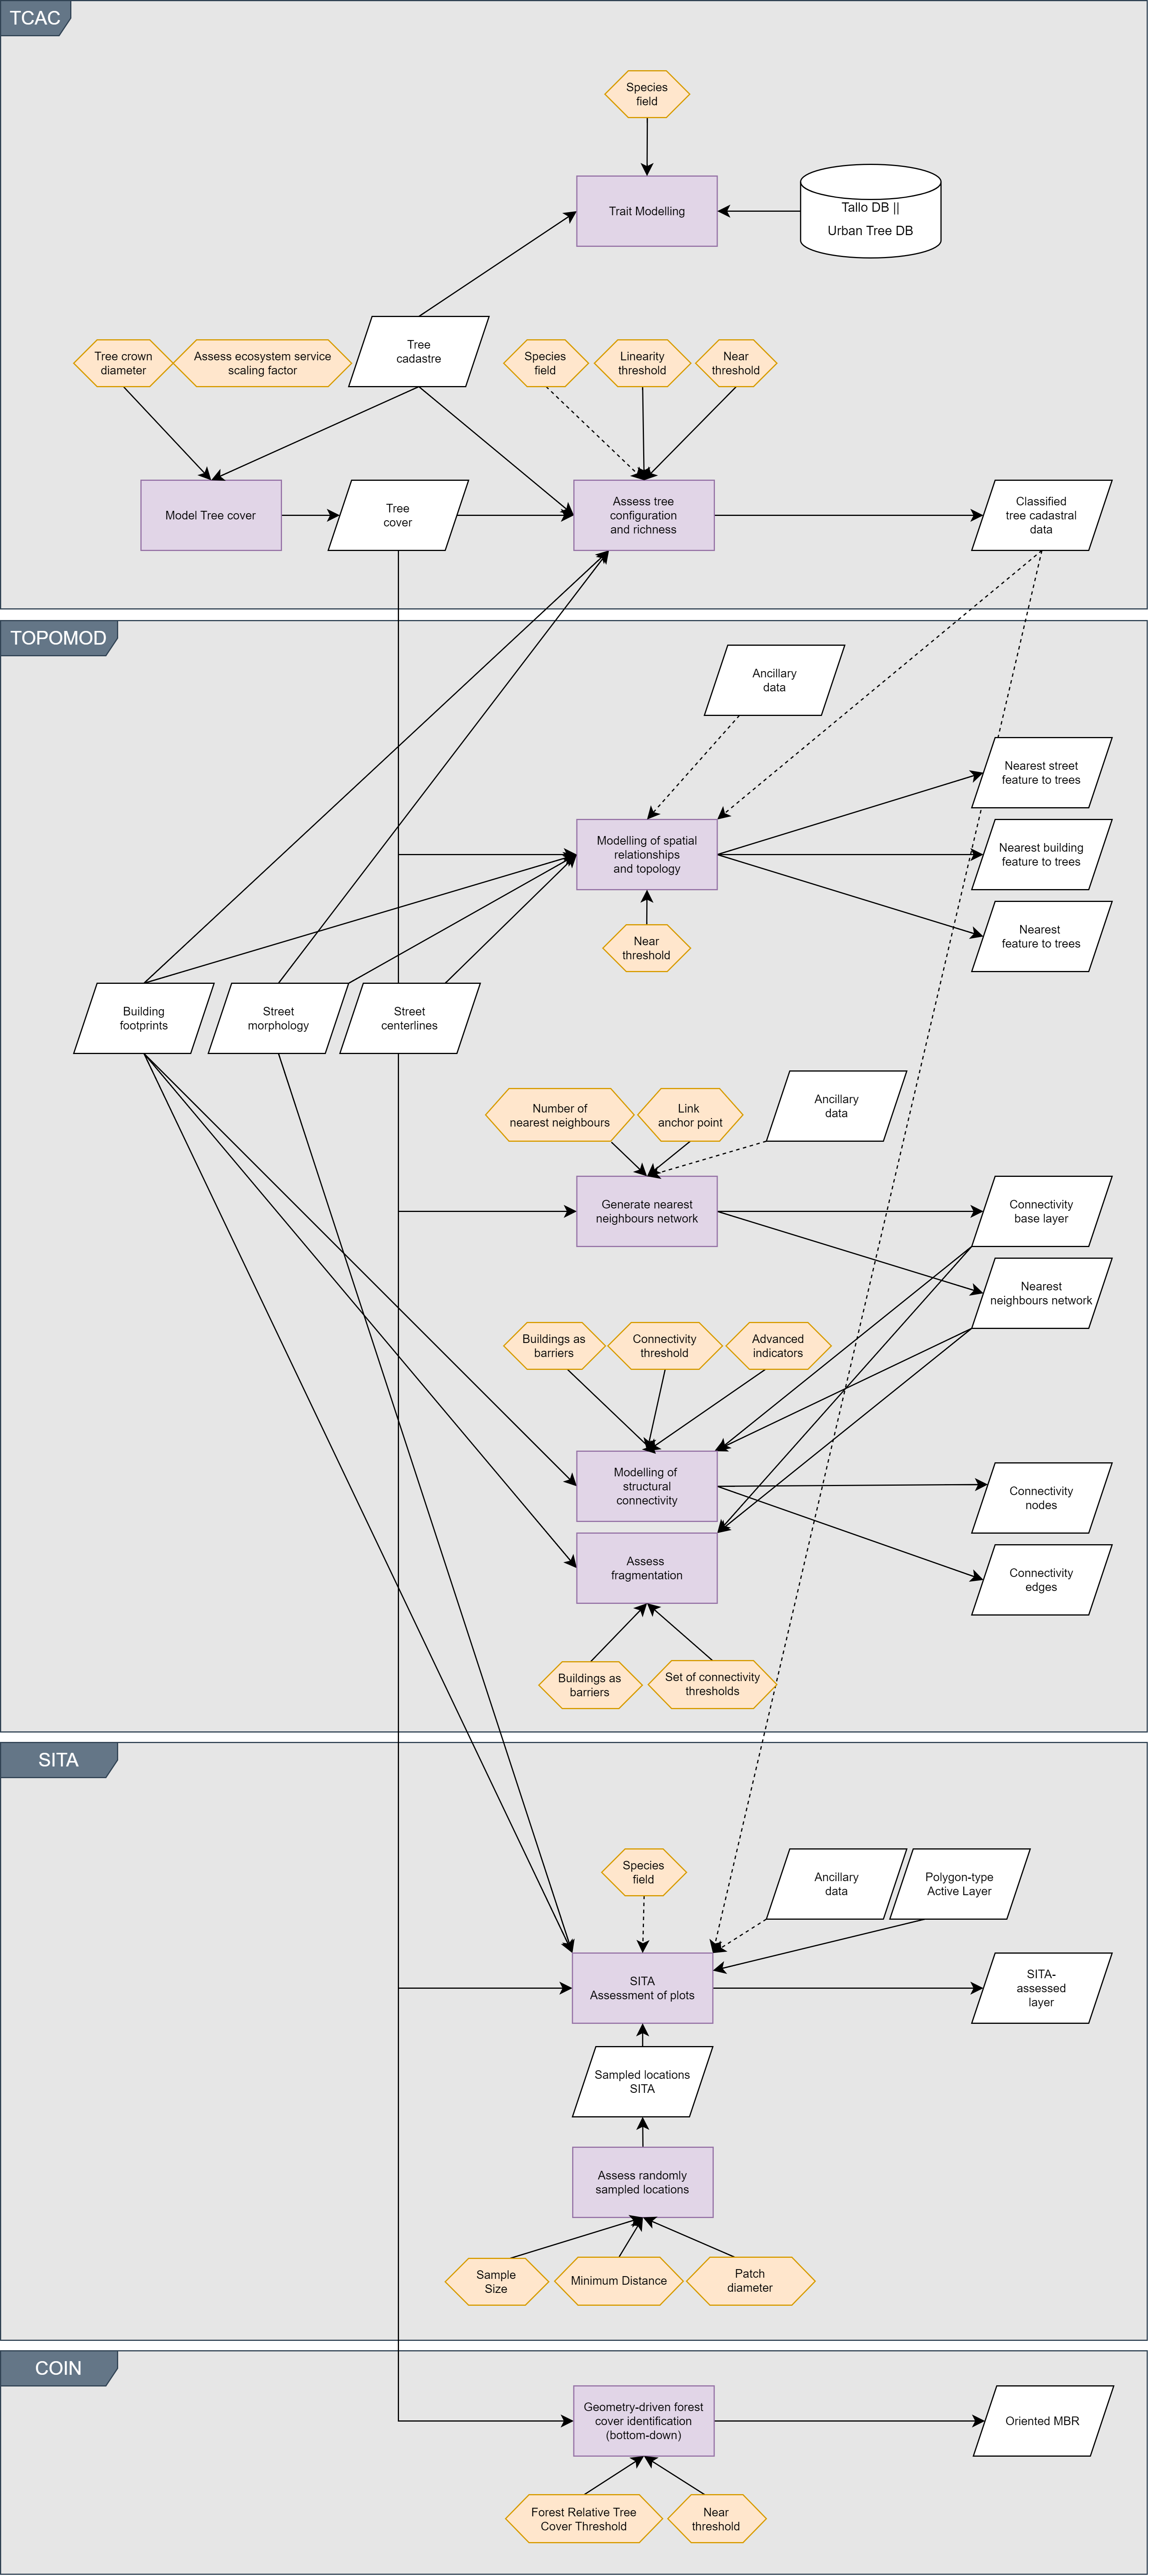 TCAC
Species
field
Trait Modelling
Tallo DB ||
Urban Tree DB
Tree crown
diameter
Assess ecosystem service
scaling factor
Tree
cadastre
Species
field
Linearity
threshold
Near
threshold
Model Tree cover
Tree
cover
Assess tree
configuration
and richness
Classified
tree cadastral
data
TOPOMOD
Ancillary
data
Nearest street
feature to trees
Modelling of spatial
relationships
and topology
Nearest building
feature to trees
Near
threshold
Nearest
feature to trees
Building
footprints
Street
morphology
Street
centerlines
Number of
nearest neighbours
Link
anchor point
Ancillary
data
Generate nearest
neighbours network
Connectivity
base layer
Nearest
neighbours network
Buildings as
barriers
Connectivity
threshold
Advanced
indicators
Modelling of
structural
connectivity
Connectivity
nodes
Assess
fragmentation
Connectivity
edges
Buildings as
barriers
Set of connectivity
thresholds
SITA
Species
field
Ancillary
data
Polygon-type
Active Layer
SITA
Assessment of plots
SITA-
assessed
layer
Sampled locations
SITA
Assess randomly
sampled locations
Sample
Size
Minimum Distance
Patch
diameter
COIN
Geometry-driven forest
cover identification
(bottom-down)
Oriented MBR
Forest Relative Tree
Cover Threshold
Near
threshold